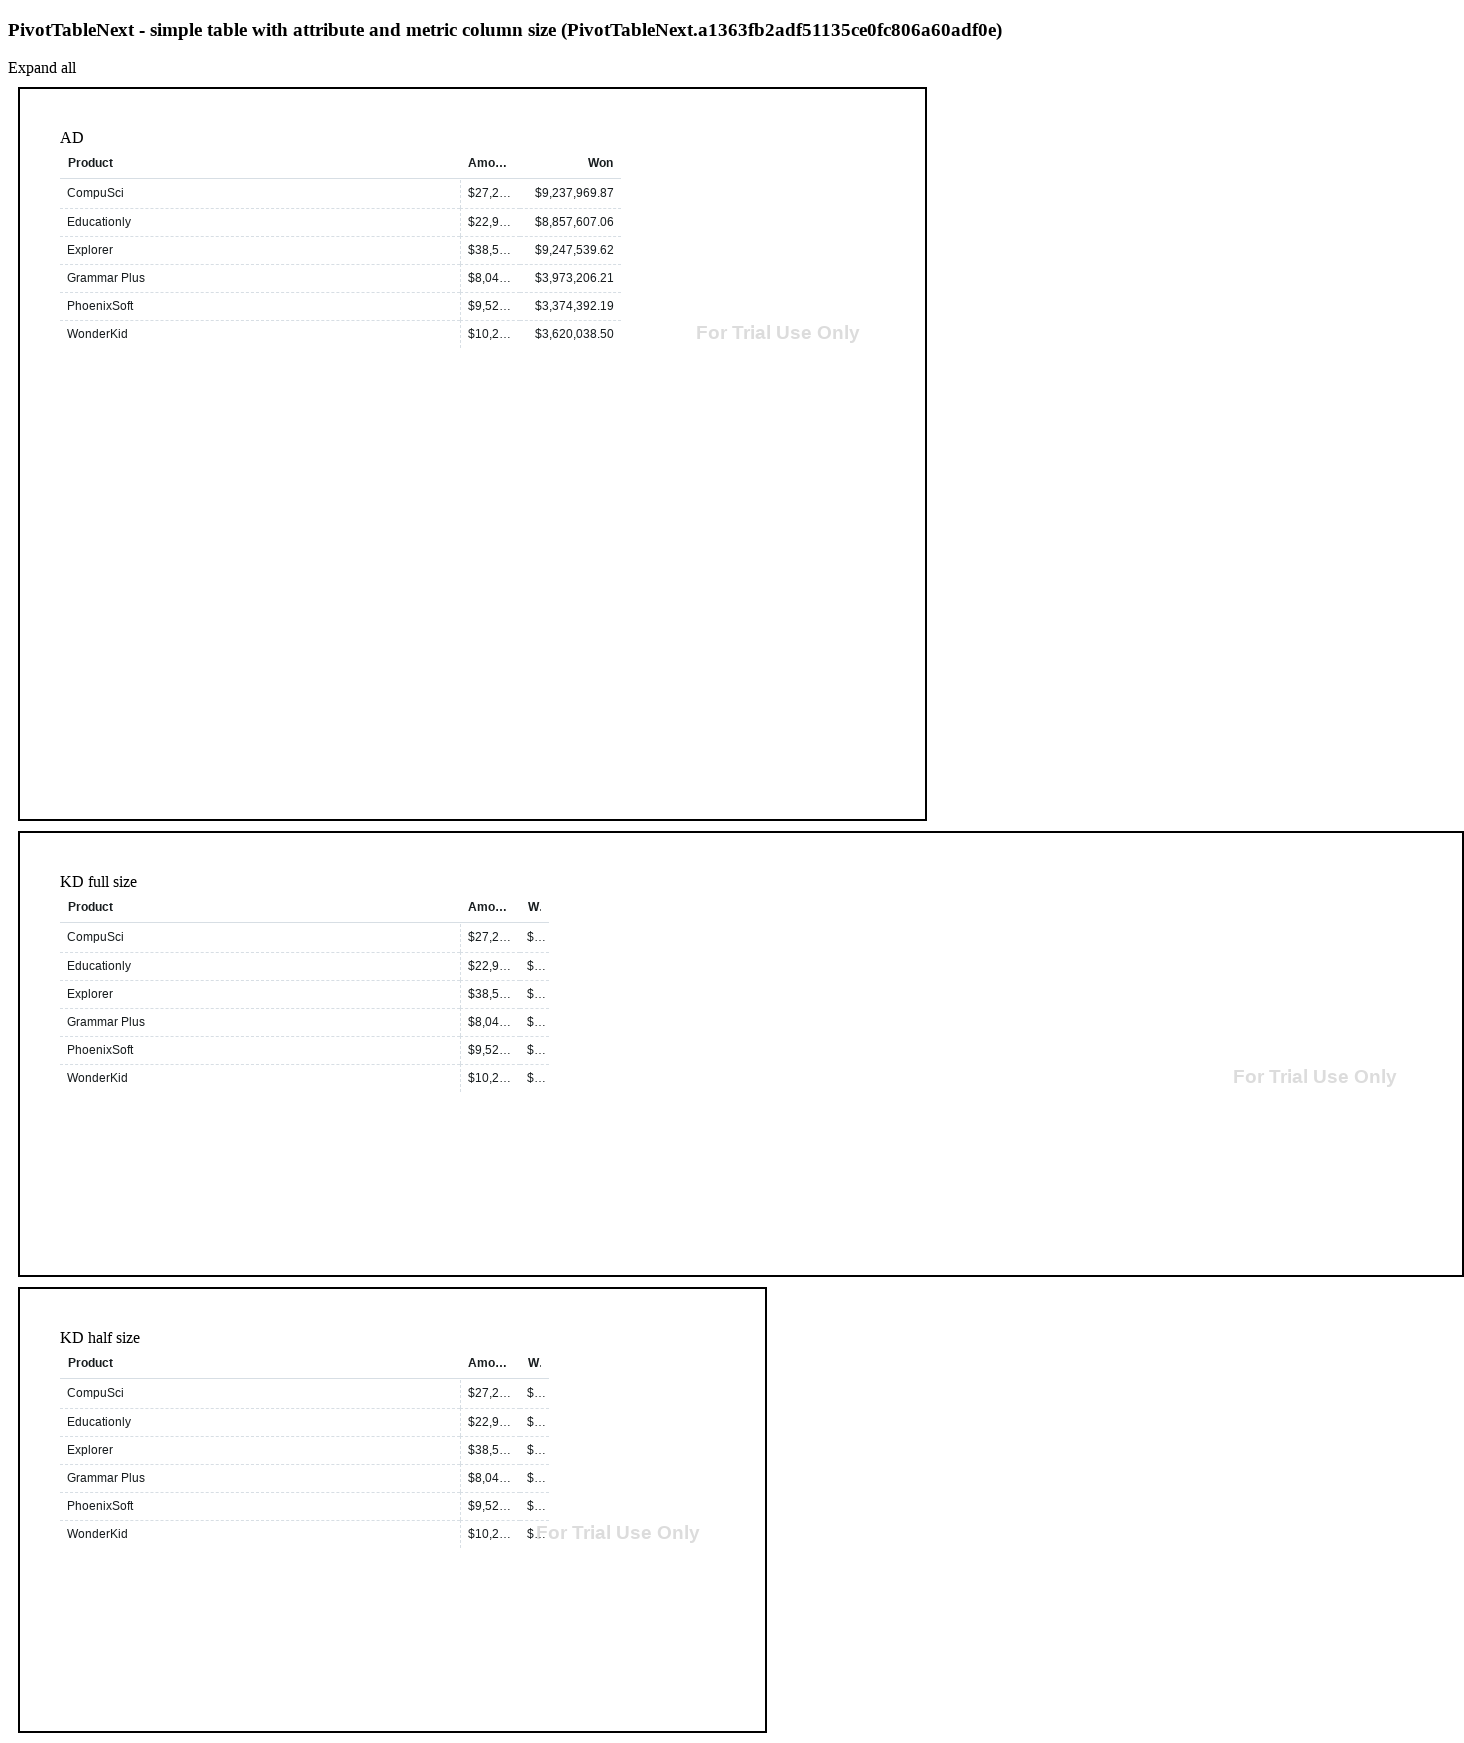 PivotTableNext - simple table with attribute and metric column size (PivotTableNext.a1363fb2adf51135ce0fc806a60adf0e)
Expand all
AD
Product Amo… Won
CompuSci $27,2… $9,237,969.87
Educationly $22,9… $8,857,607.06
Explorer $38,5… $9,247,539.62
Grammar Plus $8,04… $3,973,206.21
PhoenixSoft $9,52… $3,374,392.19
WonderKid $10,2… $3,620,038.50
For Trial Use Only
KD full size
Product Amo… W.
CompuSci $27,2… $…
Educationly $22,9… $…
Explorer $38,5… $…
Grammar Plus $8,04… $…
PhoenixSoft $9,52… $…
WonderKid $10,2… $…
For Trial Use Only
KD half size
Product Amo… W.
CompuSci $27,2… $…
Educationly $22,9… $…
Explorer $38,5… $…
Grammar Plus $8,04… $…
PhoenixSoft $9,52… $…
WonderKid $10,2… $…
For Trial Use Only